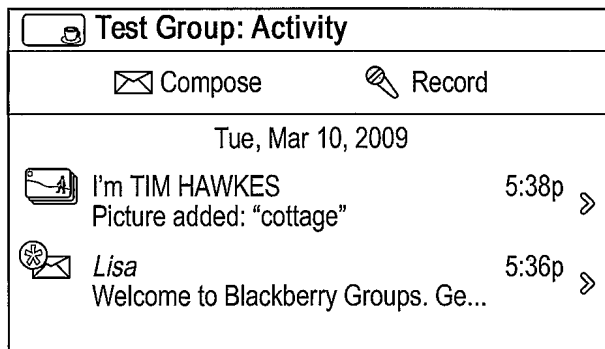 Test Group: Activity
Compose Record
Tue, Mar 10, 2009
I'm TIM HAWKES 5:38p
Picture added: “cottage”
Lisa 5:36p
Welcome to Blackberry Groups. Ge...